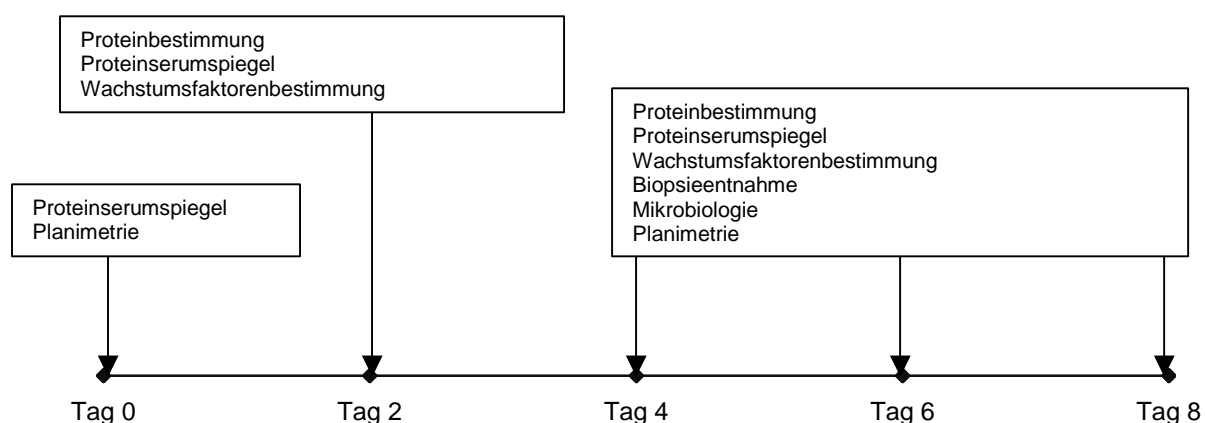 Proteinbestimmung
Proteinserumspiegel
Wachstumsfaktorenbestimmung
Proteinbestimmung
Proteinserumspiegel
Wachstumsfaktorenbestimmung
Biopsieentnahme
Mikrobiologie
Planimetrie
Proteinserumspiegel
Planimetrie
Tag 0 Tag 2 Tag 4 Tag 6 Tag 8